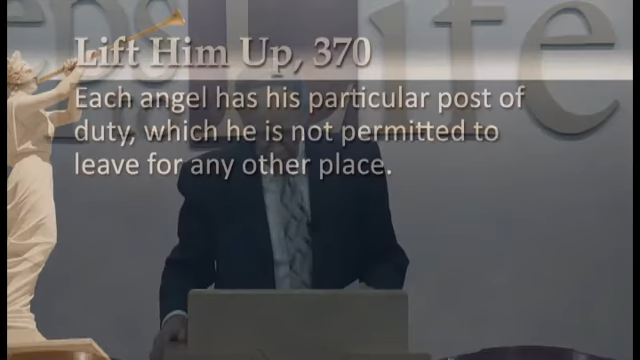 Lift Him Up, 370
Each angel has his particular post of
duty, which he is not permitted to
leave for any other place.